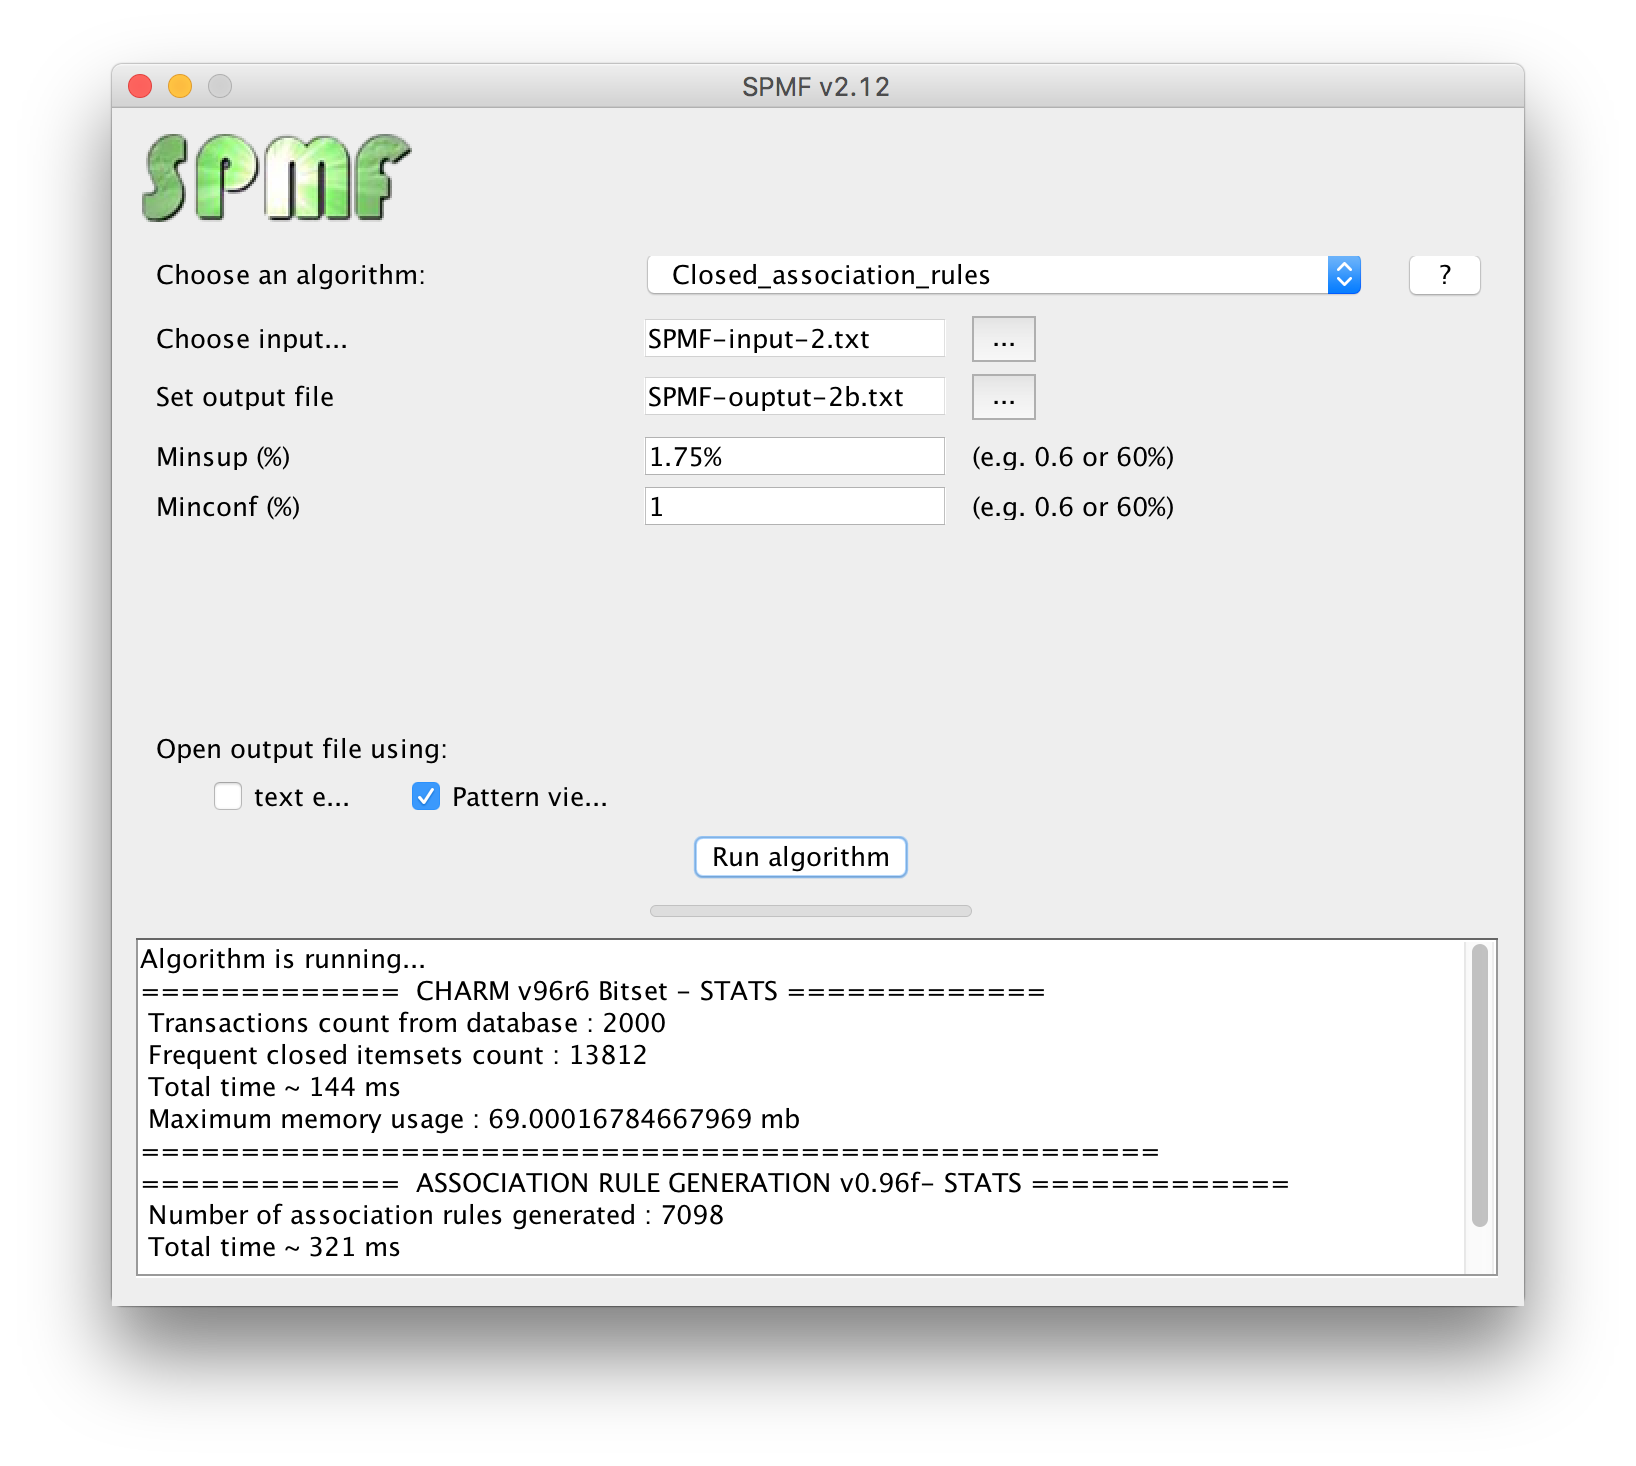 SPMF v2.12
SPMF
Choose an algorithm: Closed_association_rules ?
Choose input... SPMF-input-2.txt ...
Set output file SPMF-ouptut-2b.txt ...
Minsup (%) 1.75% (e.g. 0.6 or 60%)
Minconf (%) 1 (e.g. 0.6 or 60%)
Open output file using:
text e... Pattern vie...
Run algorithm
Algorithm is running...
============= CHARM v96r6 Bitset - STATS =============
Transactions count from database : 2000
Frequent closed itemsets count : 13812
Total time ~ 144 ms
Maximum memory usage : 69.00016784667969 mb
===================================================
============= ASSOCIATION RULE GENERATION v0.96f- STATS =============
Number of association rules generated : 7098
Total time ~ 321 ms